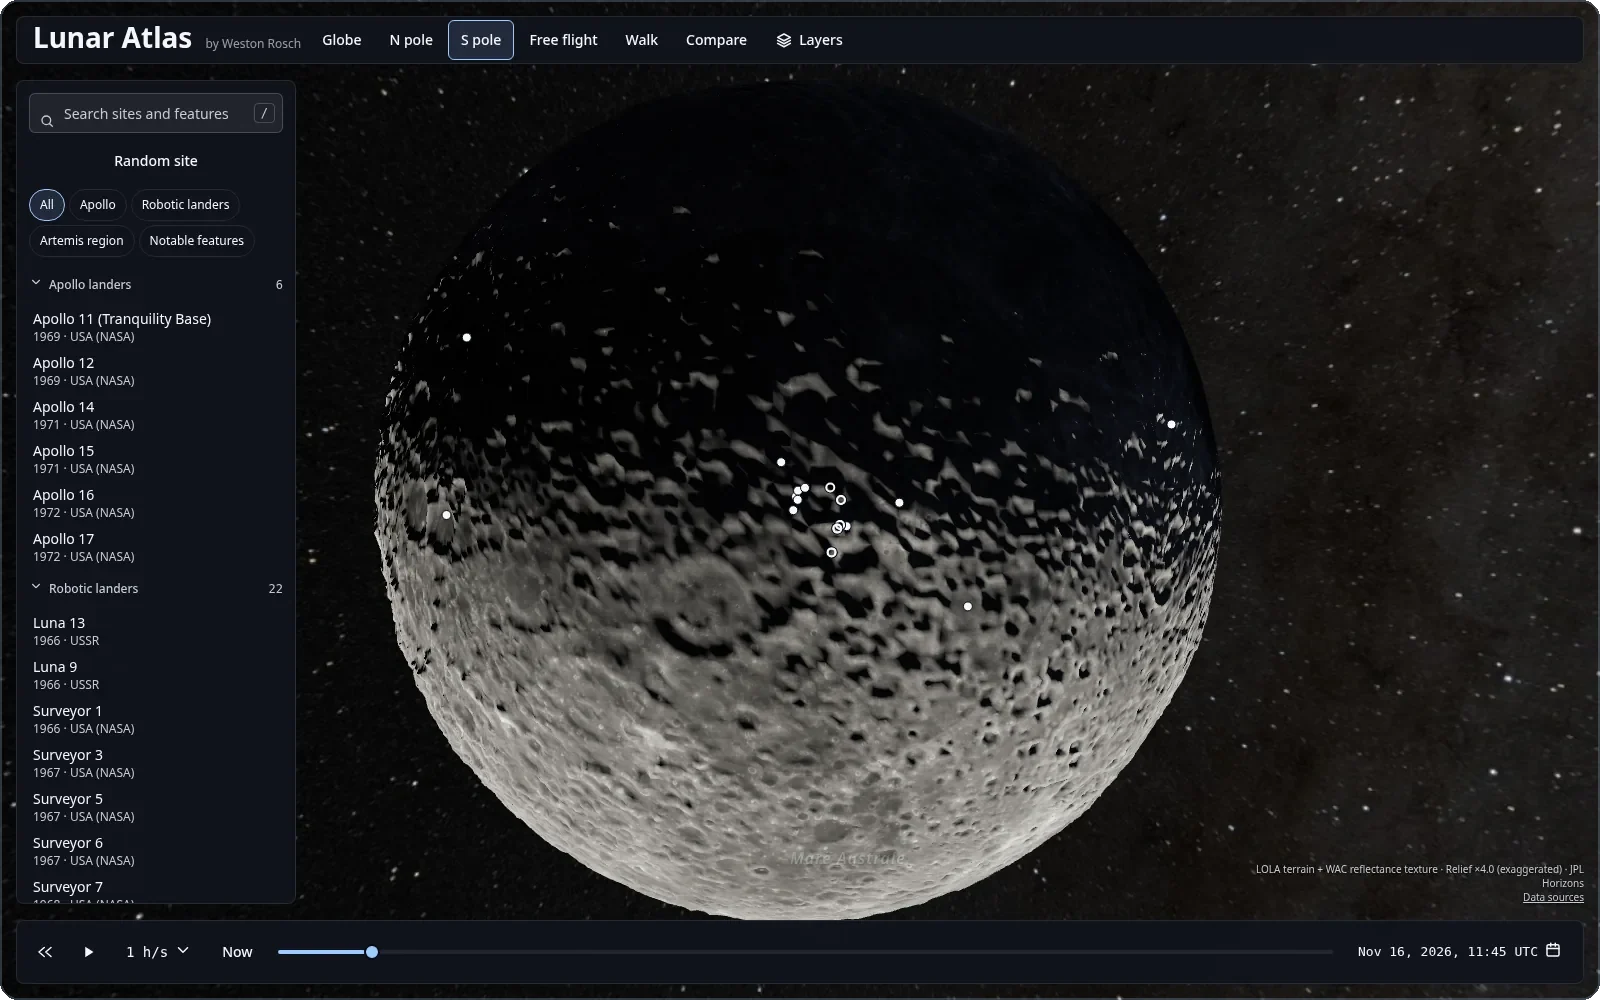 Lunar Atlas by Weston Rosch Globe N pole S pole Free flight Walk Compare Layers
Search sites and features /
Random site
All Apollo Robotic landers
Artemis region Notable features
Apollo landers 6
Apollo 11 (Tranquility Base)
1969 · USA (NASA)
Apollo 12
1969 · USA (NASA)
Apollo 14
1971 · USA (NASA)
Apollo 15
1971 · USA (NASA)
Apollo 16
1972 · USA (NASA)
Apollo 17
1972 · USA (NASA)
Robotic landers 22
Luna 13
1966 · USSR
Luna 9
1966 · USSR
Surveyor 1
1966 · USA (NASA)
Surveyor 3
1967 · USA (NASA)
Surveyor 5
1967 · USA (NASA)
Surveyor 6
1967 · USA (NASA)
Surveyor 7
Mare Australe
LOLA terrain + WAC reflectance texture · Relief ×4.0 (exaggerated) · JPL
Horizons
Data sources
1 h/s Now Nov 16, 2026, 11:45 UTC